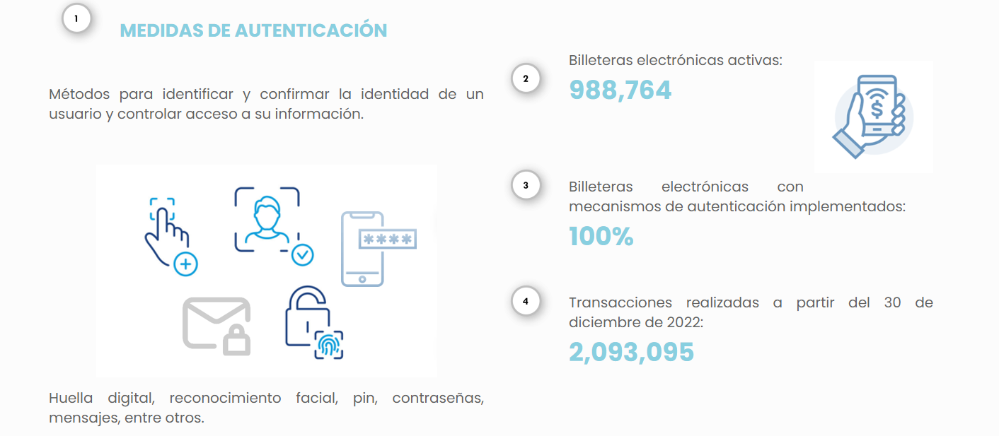 1
MEDIDAS DE AUTENTICACIÓN
Métodos para identificar y confirmar la identidad de un
usuario y controlar acceso a su información.
****
Huella digital, reconocimiento facial, pin, contraseñas,
mensajes, entre otros.
2
Billeteras electrónicas activas:
988,764
$
3
Billeteras electrónicas con
mecanismos de autenticación implementados:
100%
4
Transacciones realizadas a partir del 30 de
diciembre de 2022:
2,093,095